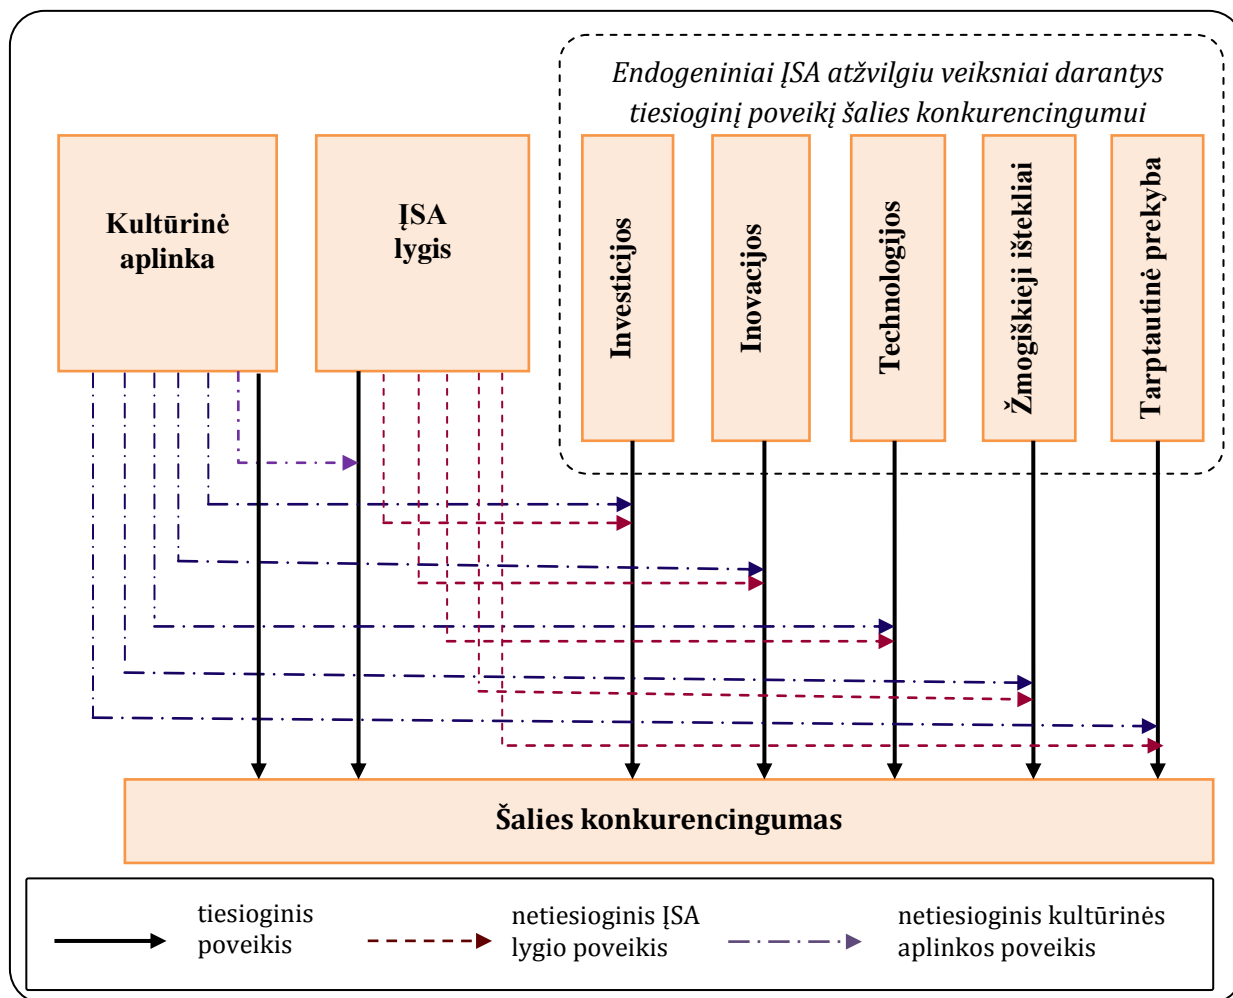 Endogeniniai ĮSA atžvilgiu veiksniai darantys
tiesioginį poveikį šalies konkurencingumui
Kultūrinė
aplinka
ĮSA
lygis
Investicijos
Inovacijos
Technologijos
Žmogiškieji ištekliai
Tarptautinė prekyba
Šalies konkurencingumas
tiesioginis
poveikis
netiesioginis ĮSA
lygio poveikis
netiesioginis kultūrinės
aplinkos poveikis